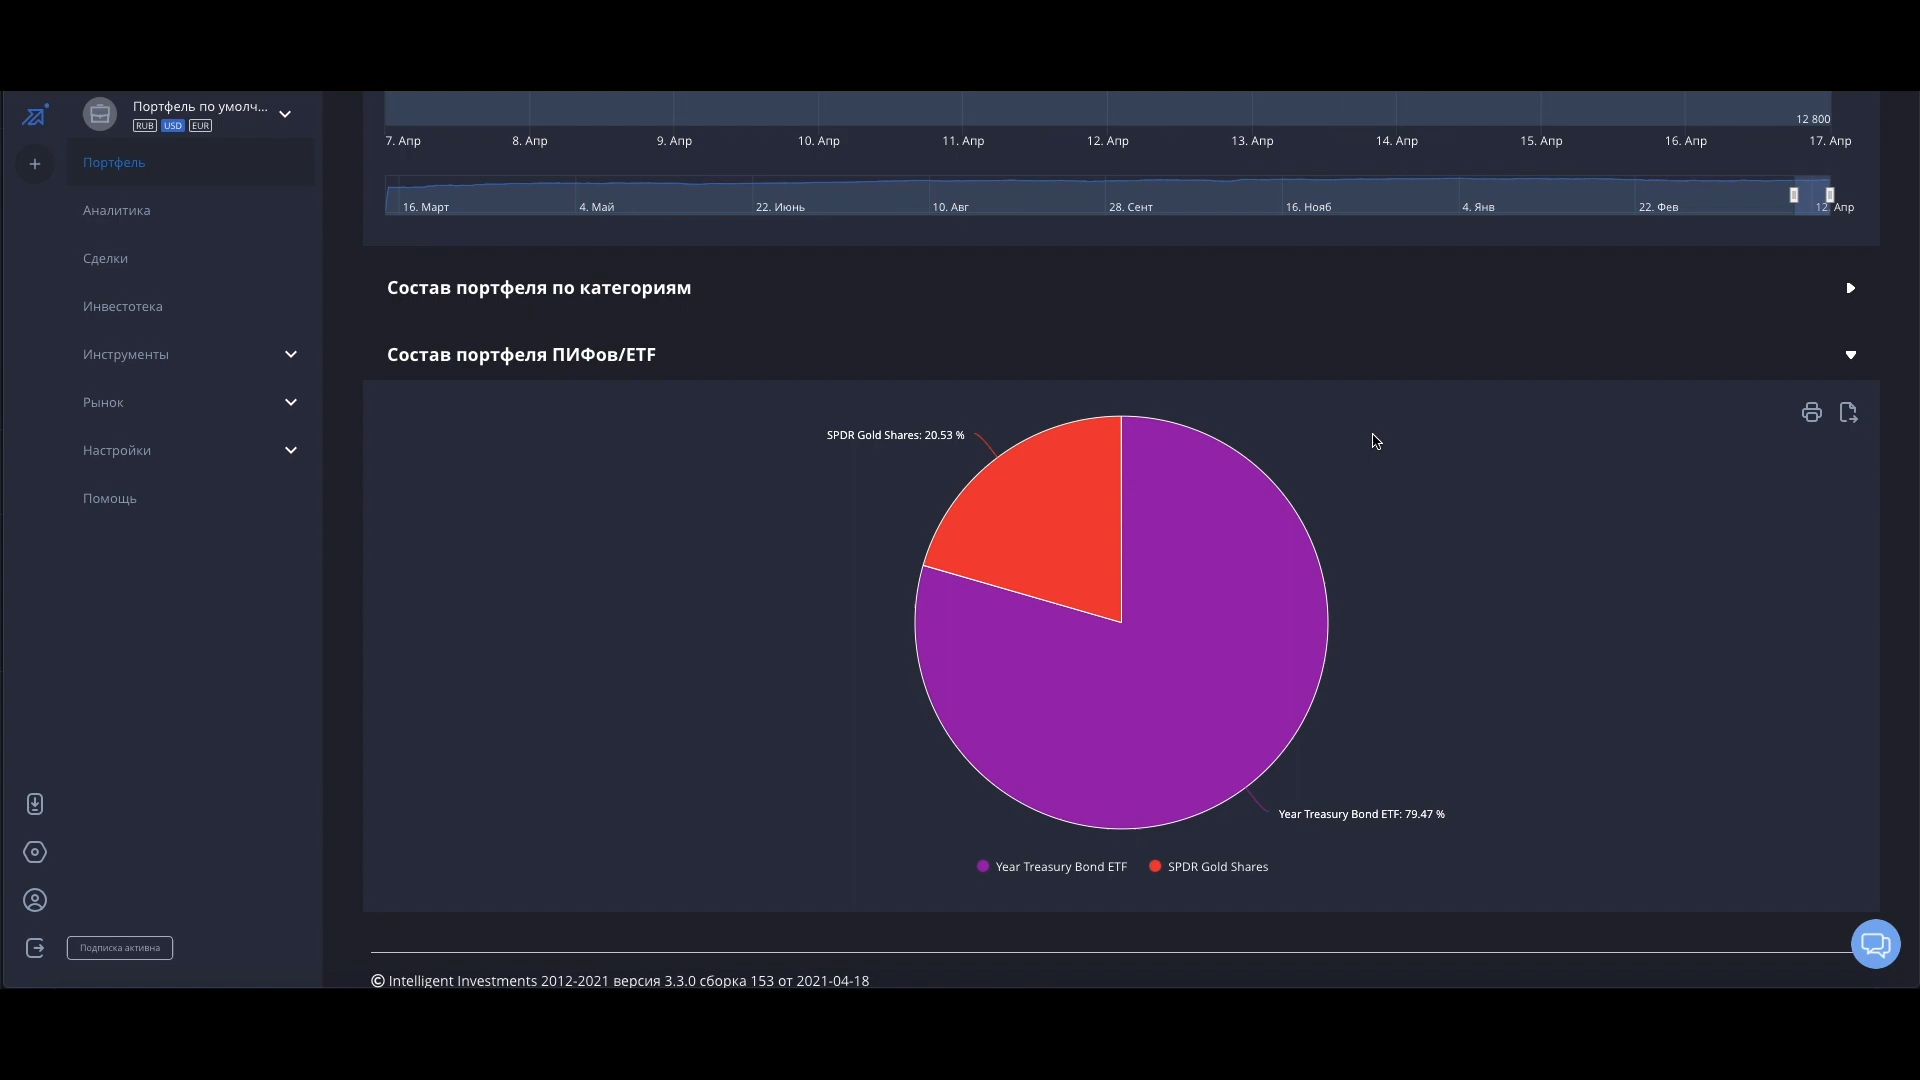 Портфель по умолч...
RUB USD EUR
Портфель
Аналитика
Сделки
Инвестотека
Инструменты
Рынок
Настройки
Помощь
Подписка активна
12 800
7. Апр 8. Апр 9. Апр 10. Апр 11. Апр 12. Апр 13. Апр 14. Апр 15. Апр 16. Апр 17. Апр
16. Март 4. Май 22. Июнь 10. Авг 28. Сент 16. Нояб 4. Янв 22. Фев 12. Апр
Состав портфеля по категориям
Состав портфеля ПИФов/ETF
SPDR Gold Shares: 20.53 %
Year Treasury Bond ETF: 79.47 %
Year Treasury Bond ETF SPDR Gold Shares
© Intelligent Investments 2012-2021 версия 3.3.0 сборка 153 от 2021-04-18